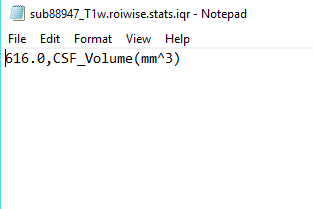 sub88947_T1w.roiwise.stats.iqr - Notepad
File Edit Format View Help
616.0,CSF_Volume(mm^3)